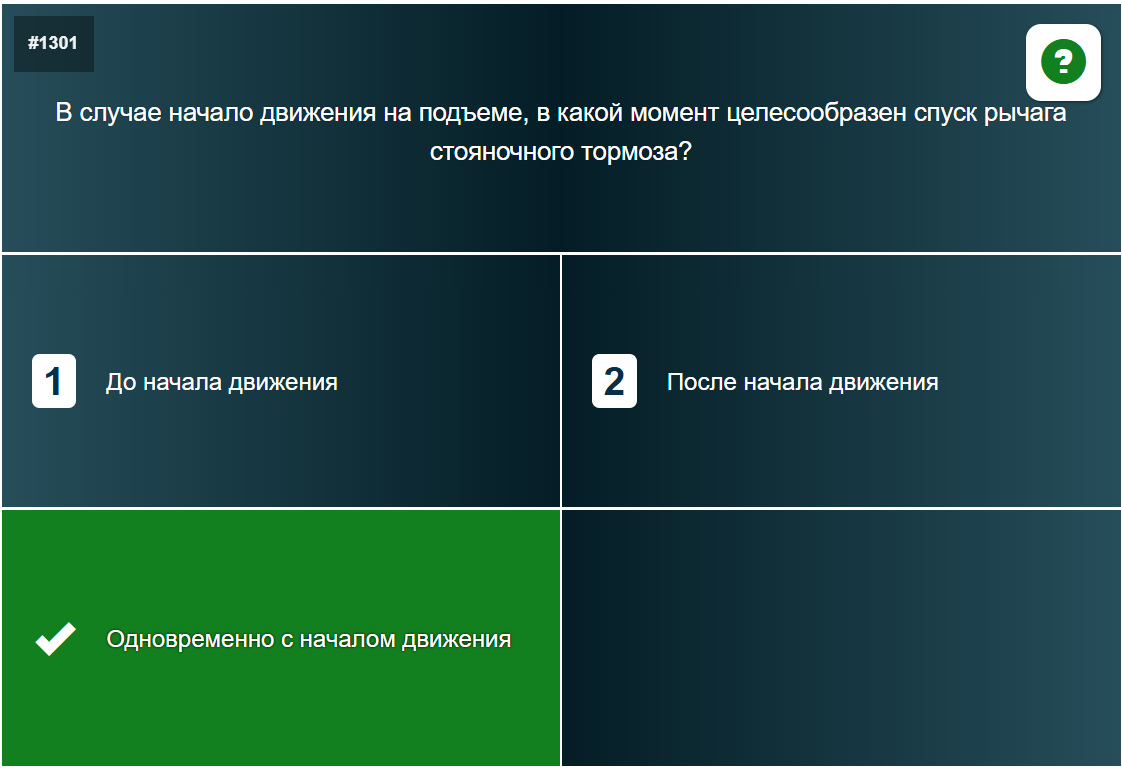 #1301
?
В случае начало движения на подъеме, в какой момент целесообразен спуск рычага
стояночного тормоза?
1 До начала движения
2 После начала движения
Одновременно с началом движения